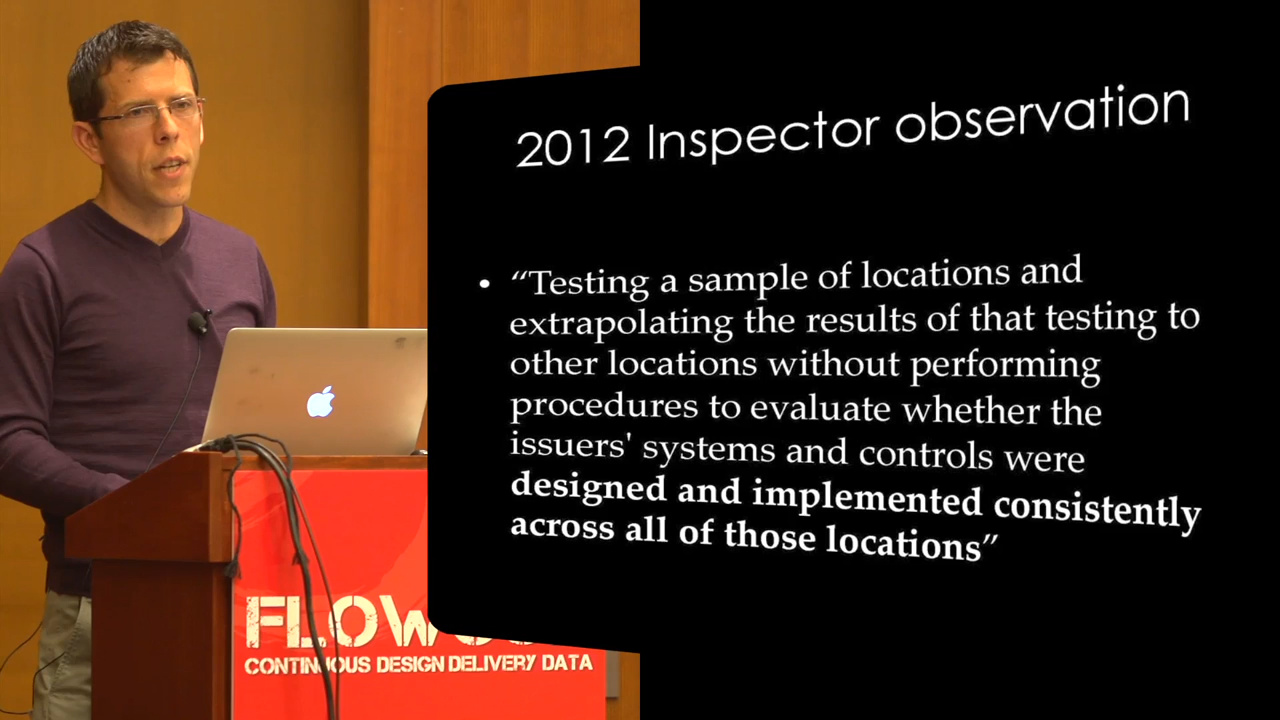 2012 Inspector observation
• “Testing a sample of locations and
extrapolating the results of that testing to
other locations without performing
procedures to evaluate whether the
issuers' systems and controls were
designed and implemented consistently
across all of those locations”
CONTINUOUS DESIGN DELIVERY DATA